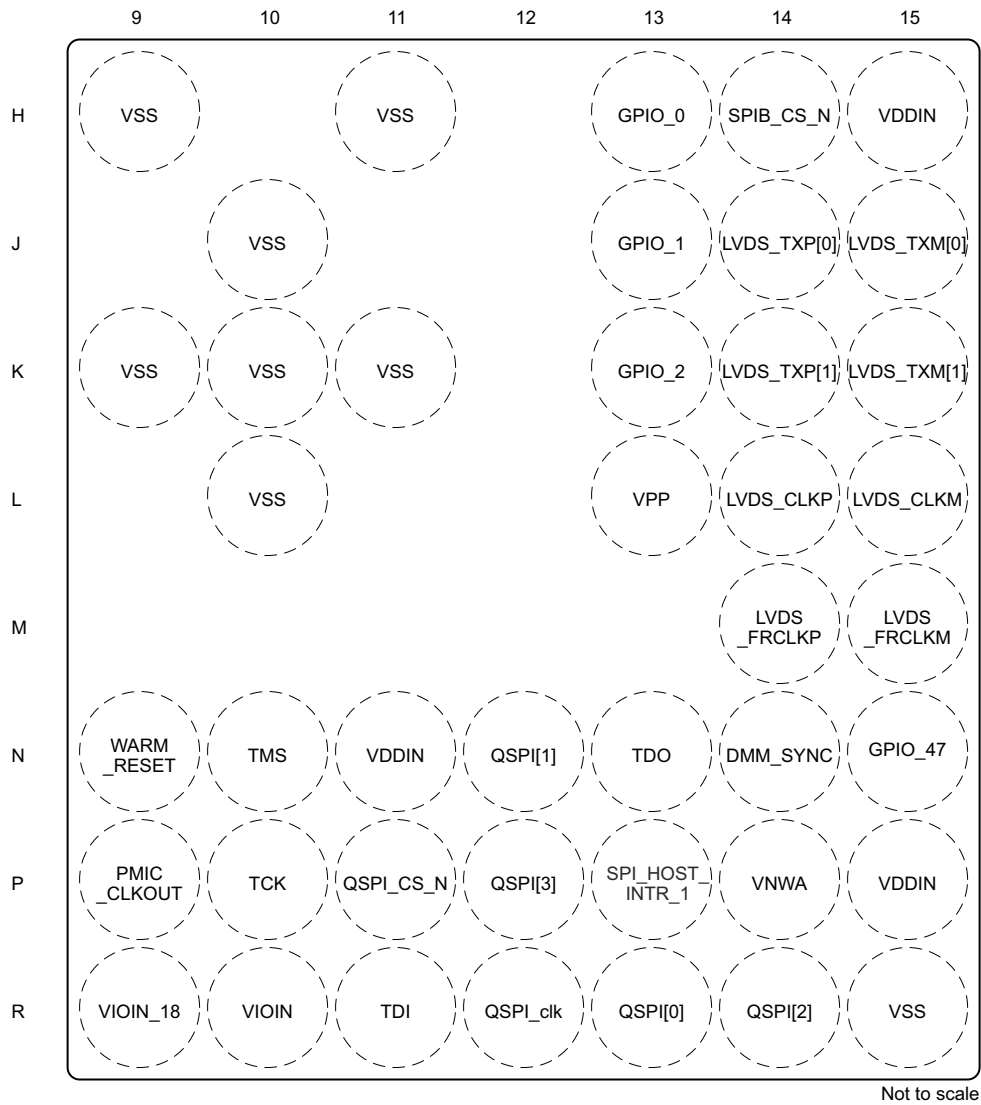 9 10 11 12 13 14 15
H VSS VSS GPIO_0 SPIB_CS_N VDDIN
J VSS GPIO_1 LVDS_TXP[0] LVDS_TXM[0]
K VSS VSS VSS GPIO_2 LVDS_TXP[1] LVDS_TXM[1]
L VSS VPP LVDS_CLKP LVDS_CLKM
M LVDS _FRCLKP LVDS _FRCLKM
N WARM _RESET TMS VDDIN QSPI[1] TDO DMM_SYNC GPIO_47
P PMIC _CLKOUT TCK QSPI_CS_N QSPI[3] SPI_HOST_ INTR_1 VNWA VDDIN
R VIOIN_18 VIOIN TDI QSPI_clk QSPI[0] QSPI[2] VSS
Not to scale